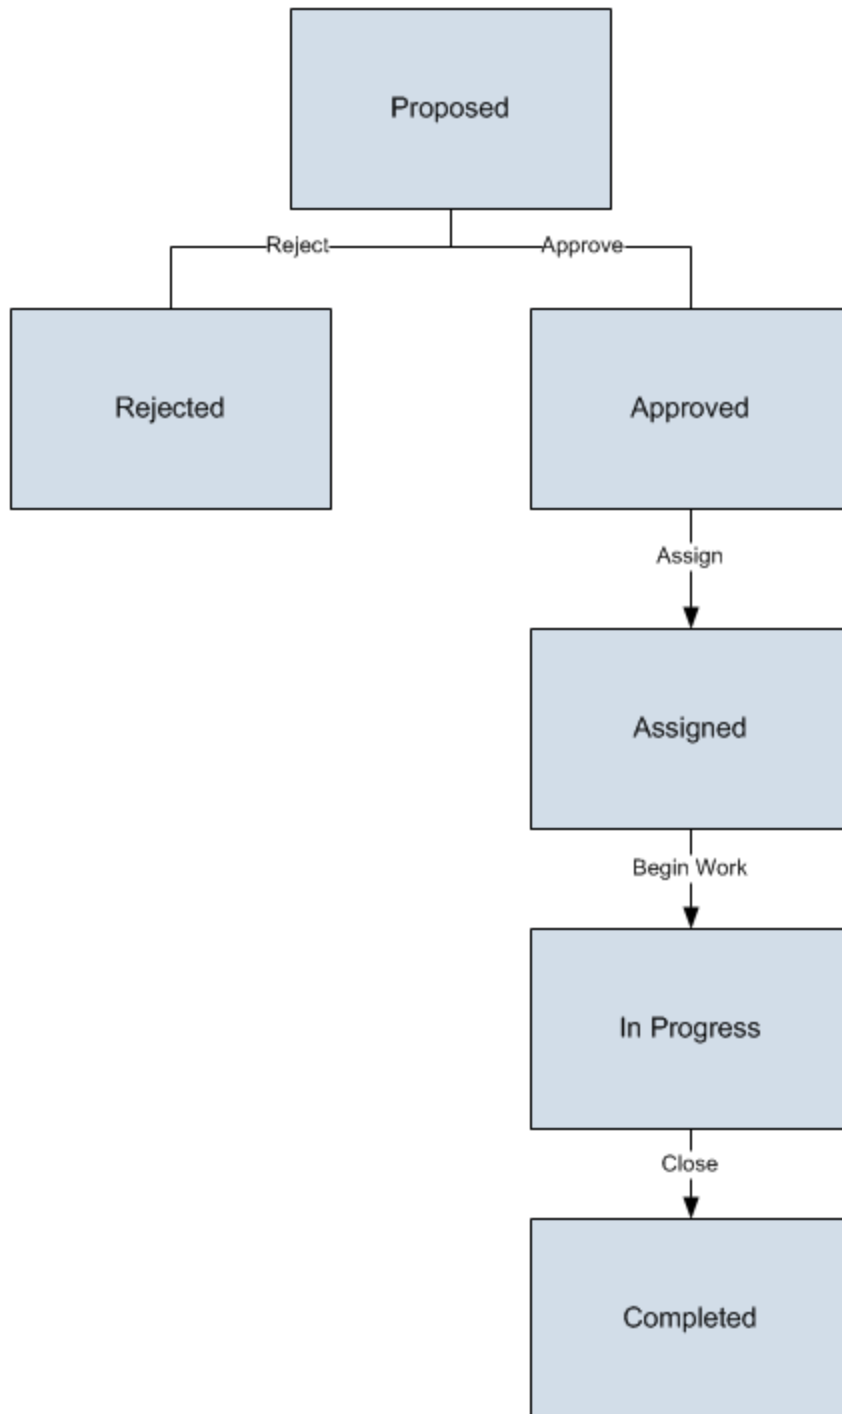 Proposed
Reject
Approve
Rejected
Approved
Assign
Assigned
Begin Work
In Progress
Close
Completed